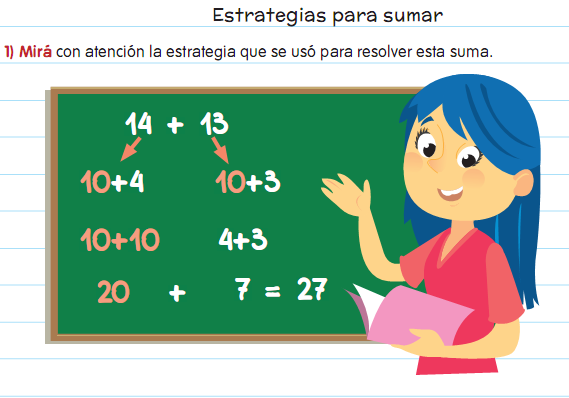 Estrategias para sumar
1) Mirá con atención la estrategia que se usó para resolver esta suma.
14 + 13
10+4 10+3
10+10 4+3
20 + 7 = 27